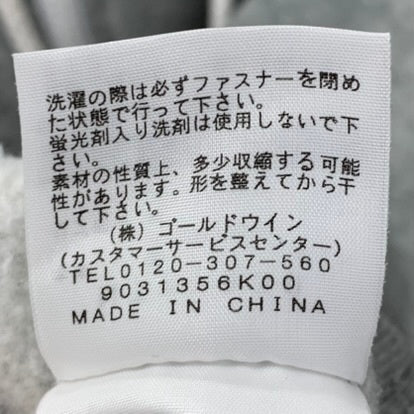 洗濯の際は必ずファスナーを閉め
た状態で行って下さい。
蛍光剤入り洗剤は使用しないで下
さい。
素材の性質上、多少収縮する可能
性があります。形を整えてから干
して下さい。
(株)ゴールドウイン
(カスタマーサービスセンター)
TEL0120-307-560
9031356K00
MADE IN CHINA